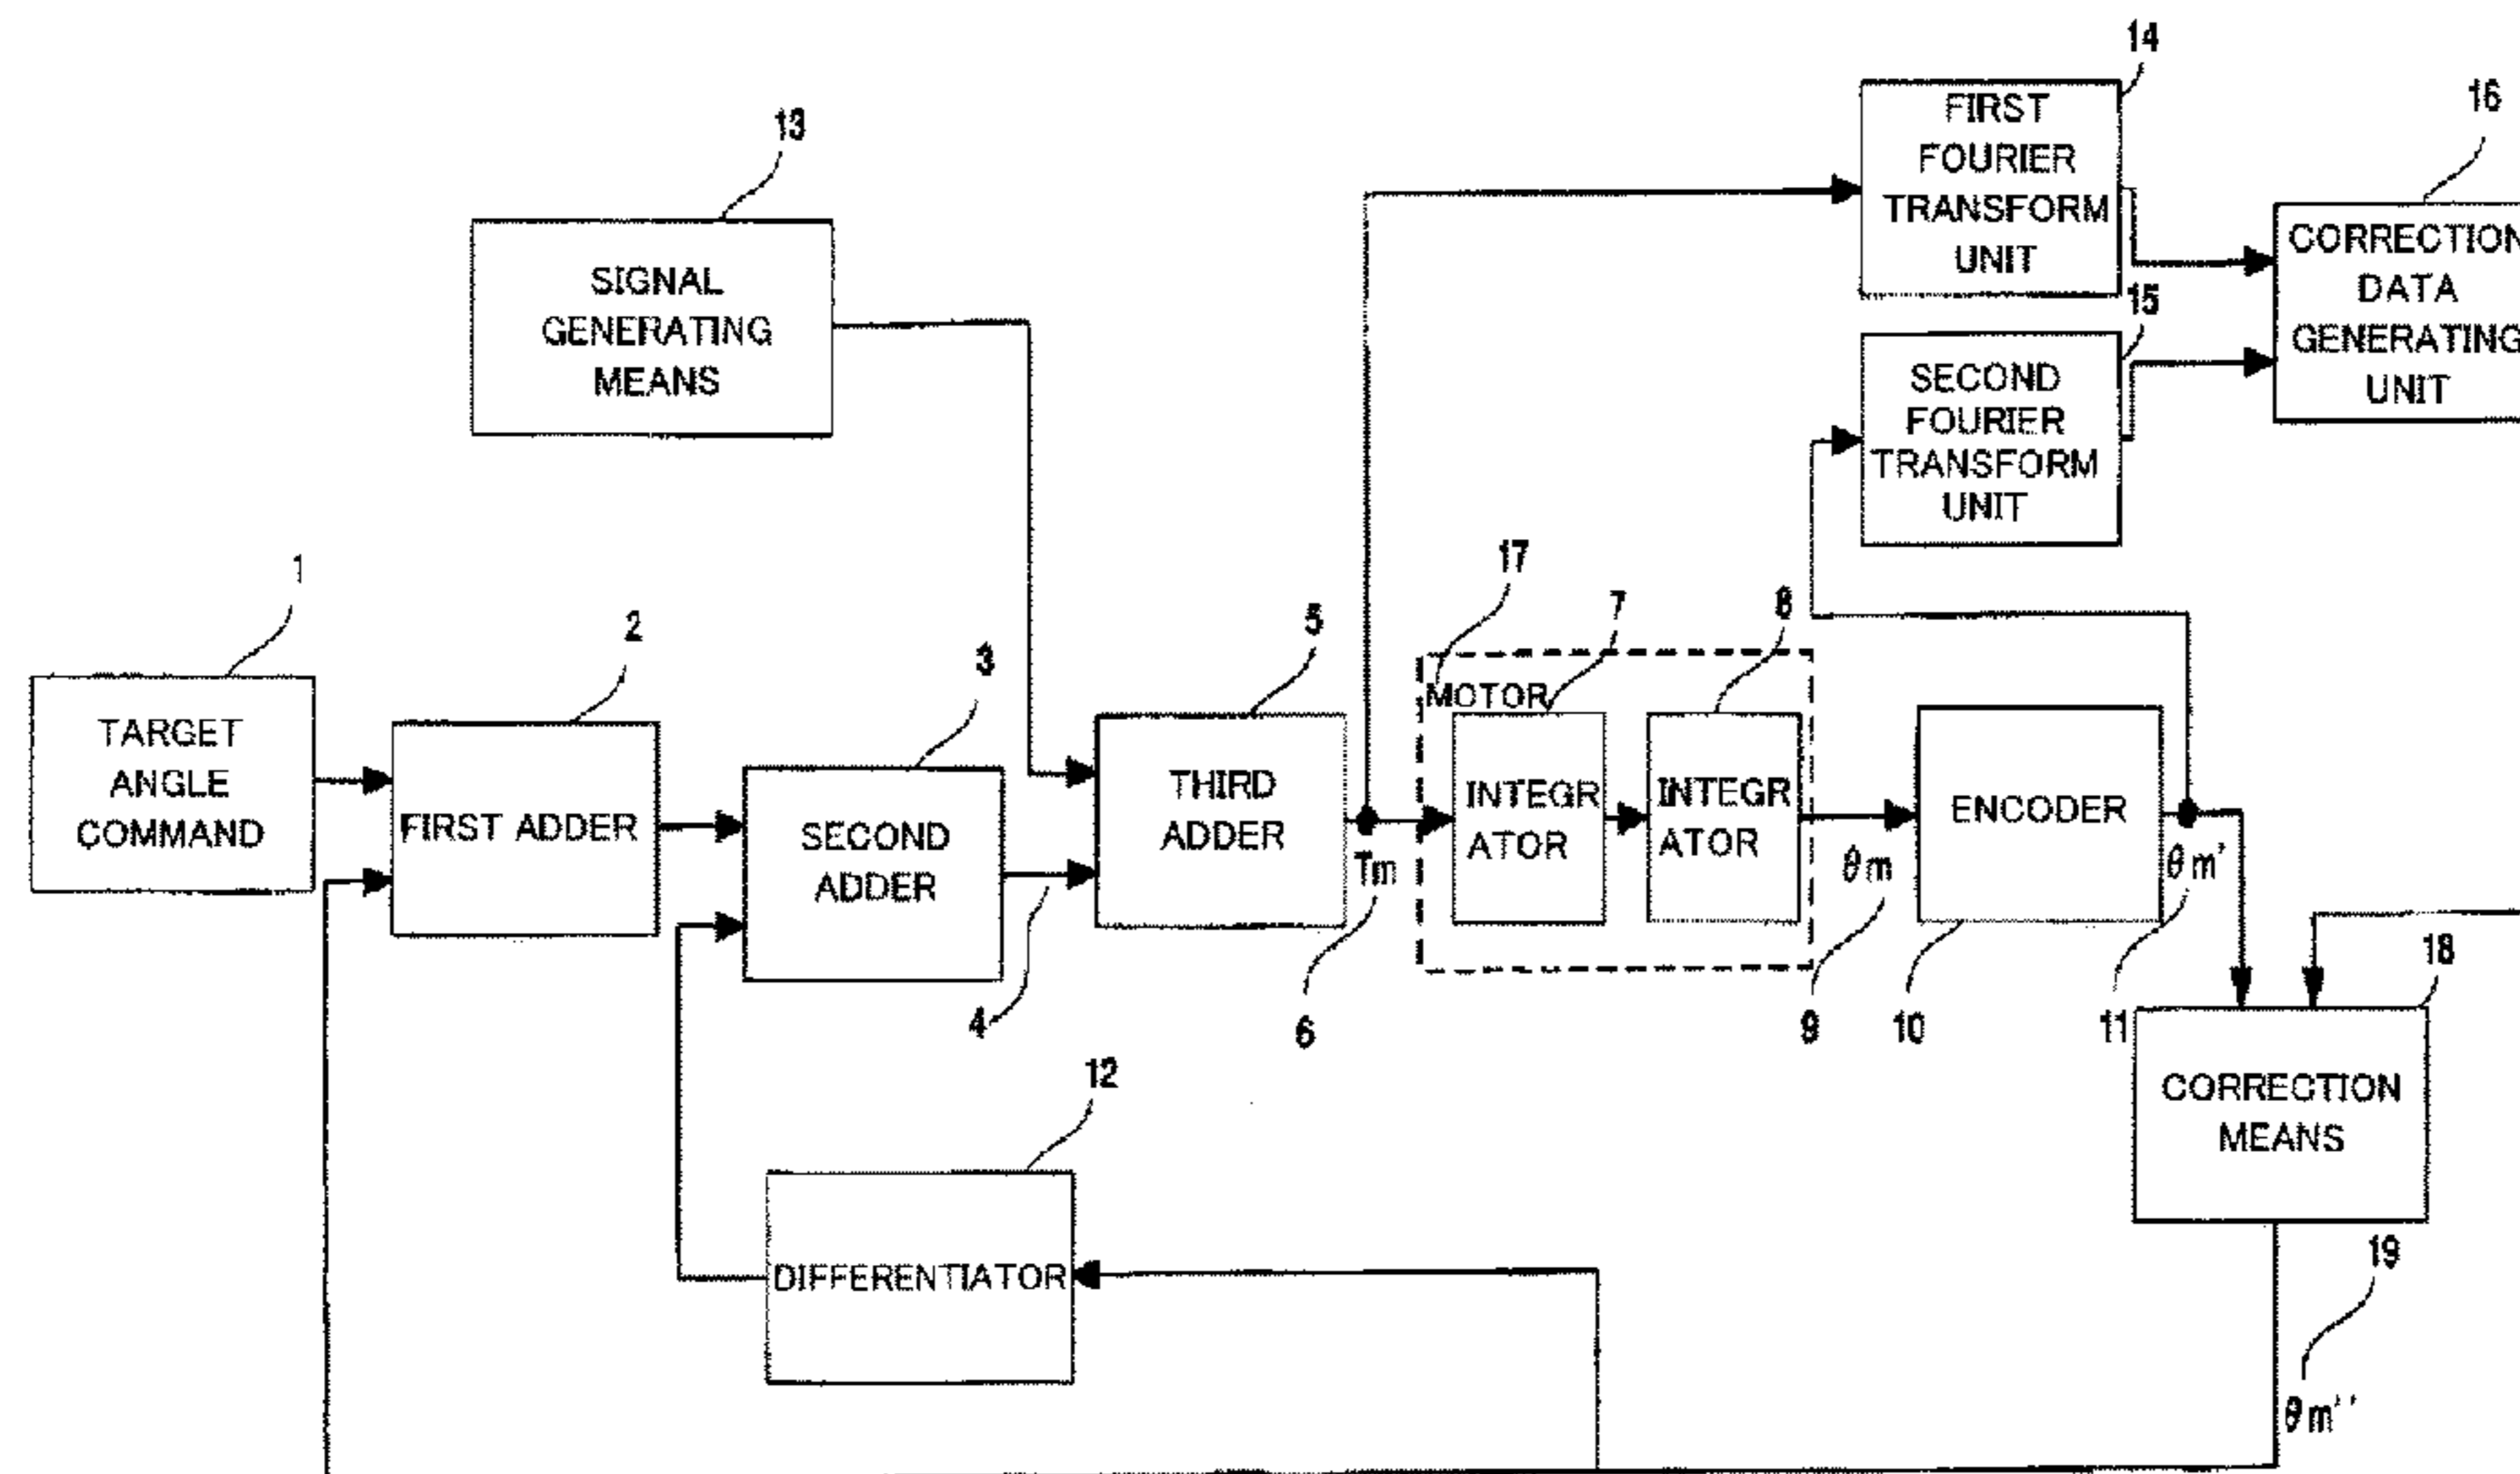 14
FIRST
FOURIER
TRANSFORM
UNIT
16
CORRECTION
DATA
GENERATING
UNIT
13
SIGNAL
GENERATING
MEANS
15
SECOND
FOURIER
TRANSFORM
UNIT
1
TARGET
ANGLE
COMMAND
2
FIRST ADDER
3
SECOND
ADDER
4
5
THIRD
ADDER
Tm
6
17
MOTOR
7
INTEGR
ATOR
8
INTEGR
ATOR
θm
9
ENCODER
10
θm'
11
18
CORRECTION
MEANS
12
DIFFERENTIATOR
19
θm''